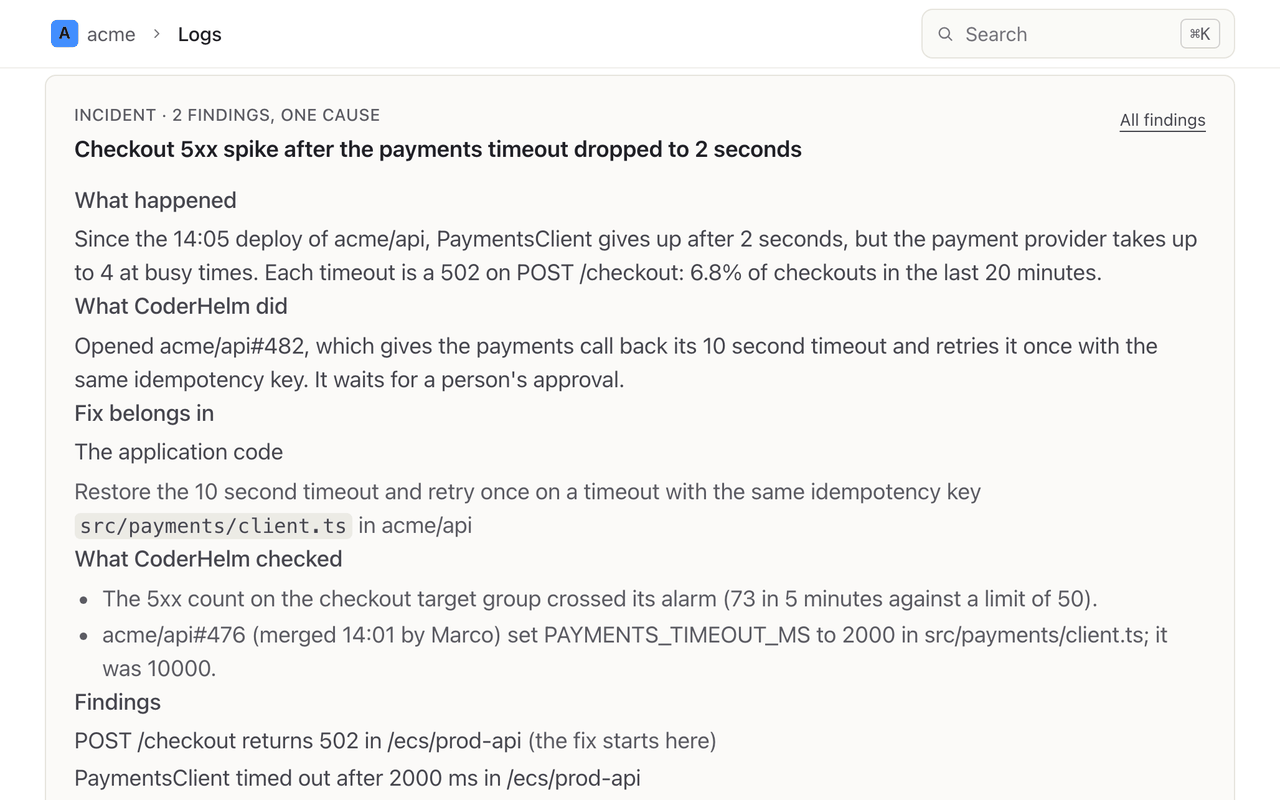 A acme › Logs
Search ⌘K
INCIDENT · 2 FINDINGS, ONE CAUSE
All findings
Checkout 5xx spike after the payments timeout dropped to 2 seconds
What happened
Since the 14:05 deploy of acme/api, PaymentsClient gives up after 2 seconds, but the payment provider takes up
to 4 at busy times. Each timeout is a 502 on POST /checkout: 6.8% of checkouts in the last 20 minutes.
What CoderHelm did
Opened acme/api#482, which gives the payments call back its 10 second timeout and retries it once with the
same idempotency key. It waits for a person's approval.
Fix belongs in
The application code
Restore the 10 second timeout and retry once on a timeout with the same idempotency key
src/payments/client.ts in acme/api
What CoderHelm checked
• The 5xx count on the checkout target group crossed its alarm (73 in 5 minutes against a limit of 50).
• acme/api#476 (merged 14:01 by Marco) set PAYMENTS_TIMEOUT_MS to 2000 in src/payments/client.ts; it
was 10000.
Findings
POST /checkout returns 502 in /ecs/prod-api (the fix starts here)
PaymentsClient timed out after 2000 ms in /ecs/prod-api